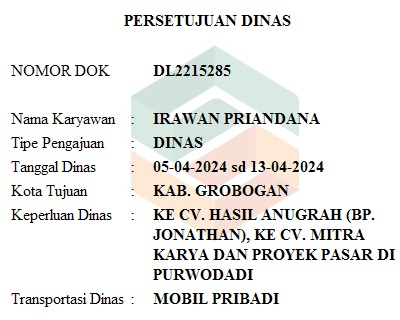 PERSETUJUAN DINAS
NOMOR DOK DL2215285
Nama Karyawan : IRAWAN PRIANDANA
Tipe Pengajuan : DINAS
Tanggal Dinas : 05-04-2024 sd 13-04-2024
Kota Tujuan : KAB. GROBOGAN
Keperluan Dinas : KE CV. HASIL ANUGRAH (BP.
JONATHAN), KE CV. MITRA
KARYA DAN PROYEK PASAR DI
PURWODADI
Transportasi Dinas : MOBIL PRIBADI